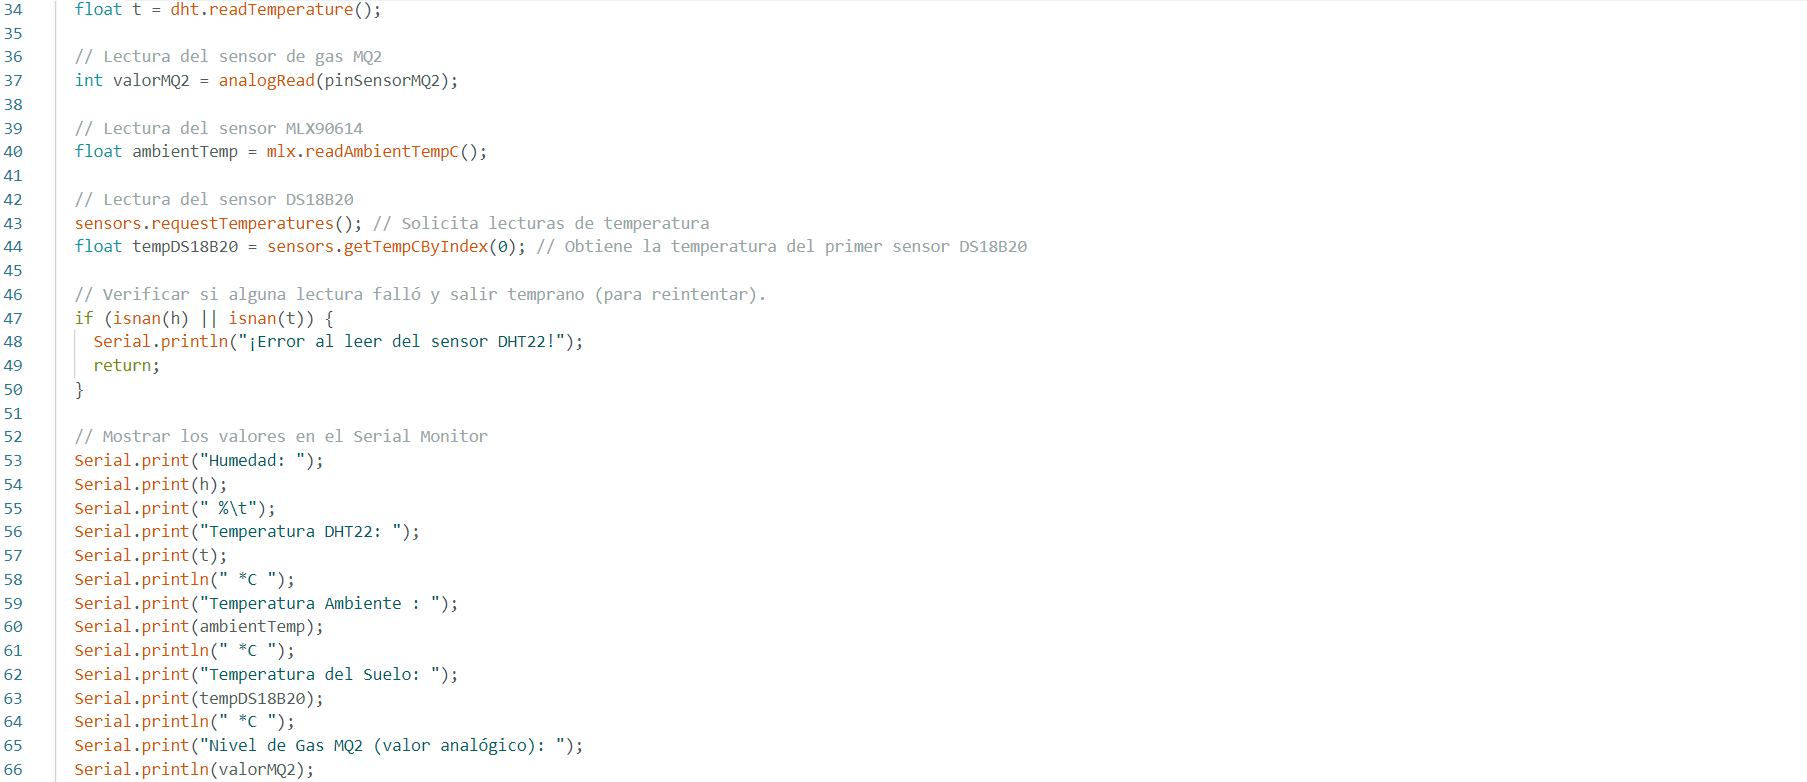 34 float t = dht.readTemperature();
35
36 // Lectura del sensor de gas MQ2
37 int valorMQ2 = analogRead(pinSensorMQ2);
38
39 // Lectura del sensor MLX90614
40 float ambientTemp = mlx.readAmbientTempC();
41
42 // Lectura del sensor DS18B20
43 sensors.requestTemperatures(); // Solicita lecturas de temperatura
44 float tempDS18B20 = sensors.getTempCByIndex(0); // Obtiene la temperatura del primer sensor DS18B20
45
46 // Verificar si alguna lectura falló y salir temprano (para reintentar).
47 if (isnan(h) || isnan(t)) {
48 Serial.println("¡Error al leer del sensor DHT22!");
49 return;
50 }
51
52 // Mostrar los valores en el Serial Monitor
53 Serial.print("Humedad: ");
54 Serial.print(h);
55 Serial.print(" %\t");
56 Serial.print("Temperatura DHT22: ");
57 Serial.print(t);
58 Serial.println(" *C ");
59 Serial.print("Temperatura Ambiente : ");
60 Serial.print(ambientTemp);
61 Serial.println(" *C ");
62 Serial.print("Temperatura del Suelo: ");
63 Serial.print(tempDS18B20);
64 Serial.println(" *C ");
65 Serial.print("Nivel de Gas MQ2 (valor analógico): ");
66 Serial.println(valorMQ2);